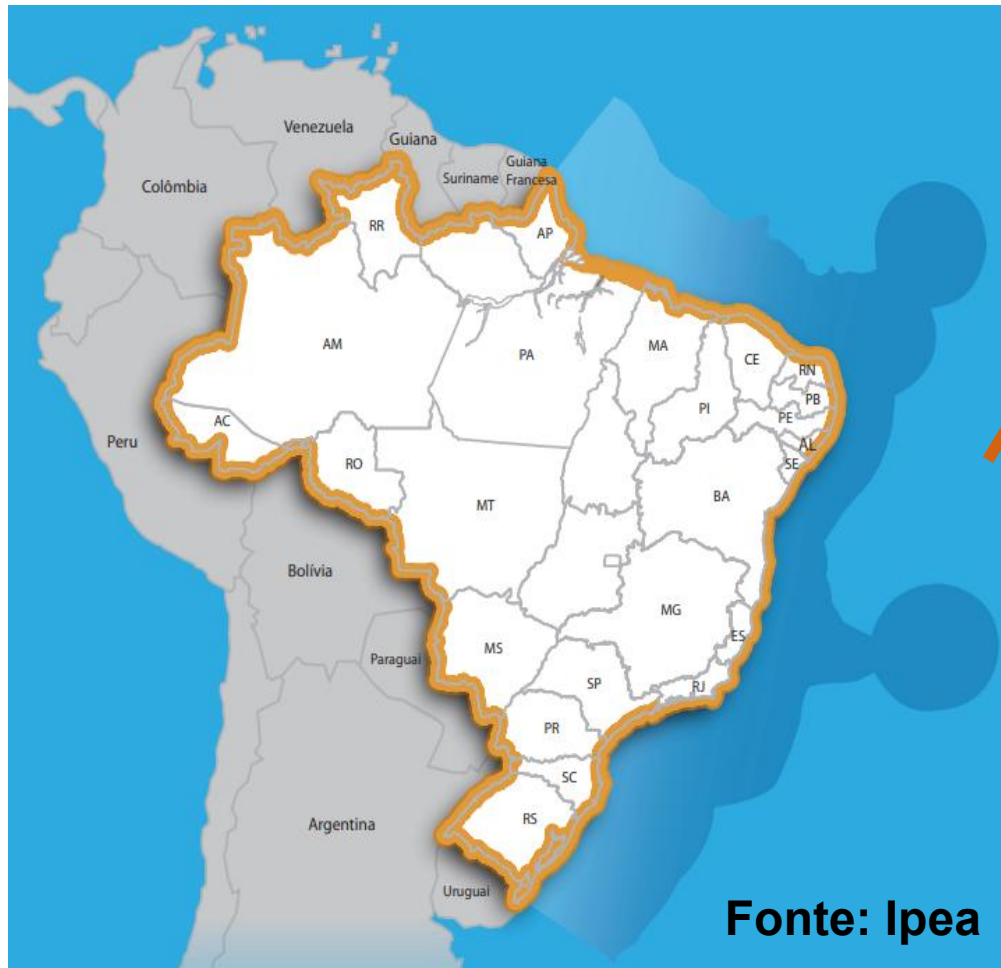 Venezuela
Guiana
Guiana
Francesa
Suriname
Colômbia
RR
AP
AM
PA
MA
CE
RN
PB
PI
PE
AL
SE
AC
Peru
RO
BA
MT
Bolívia
MG
ES
MS
Paraguai
SP
RJ
PR
SC
RS
Argentina
Uruguai
Fonte: Ipea